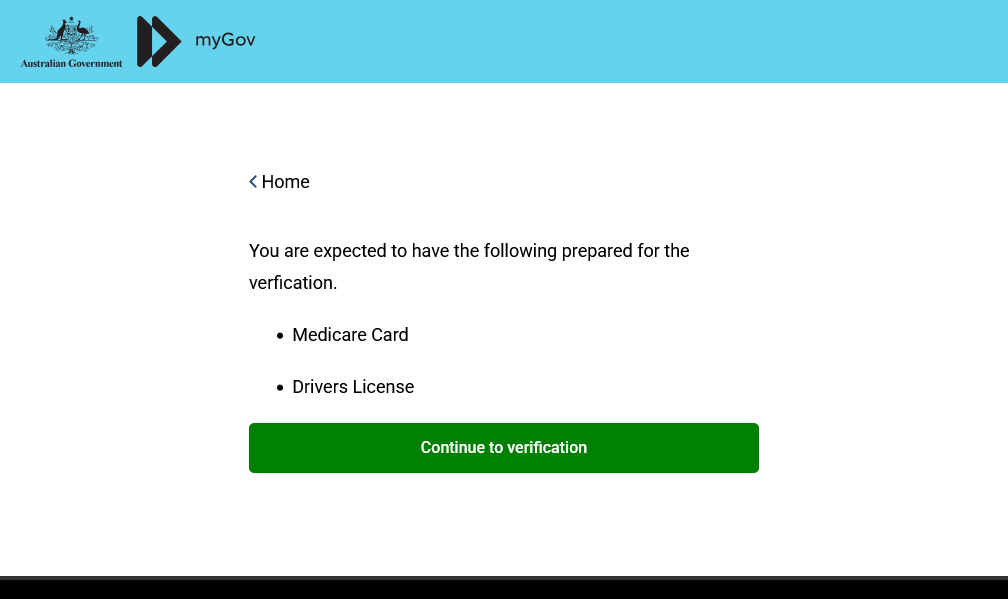 Australian Government
myGov
Home
You are expected to have the following prepared for the
verfication.
Medicare Card
Drivers License
Continue to verification